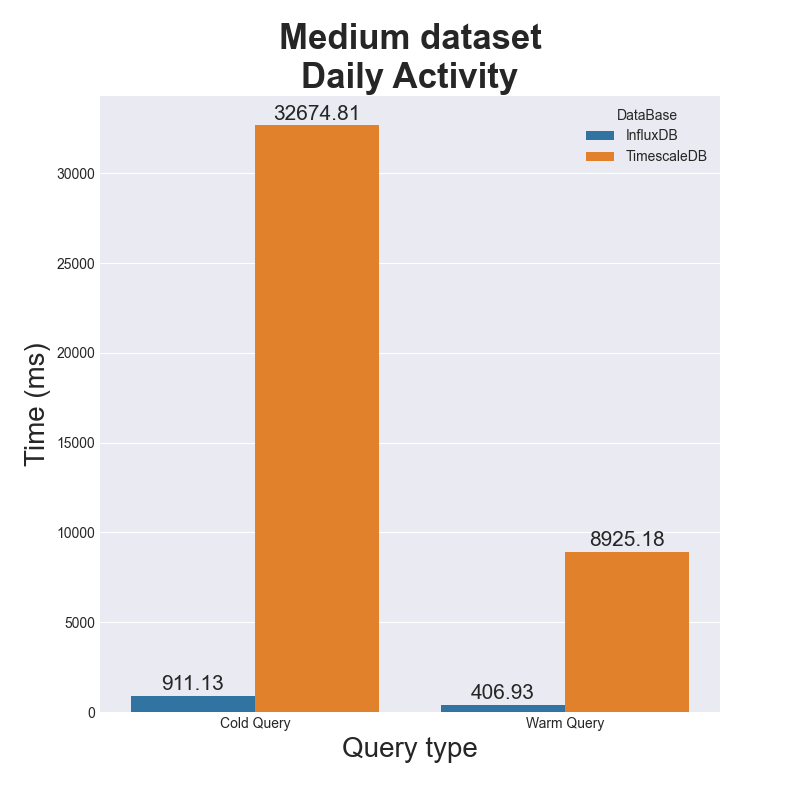 Medium dataset
Daily Activity
DataBase
InfluxDB
TimescaleDB
Time (ms)
30000
25000
20000
15000
10000
5000
0
32674.81
911.13
8925.18
406.93
Cold Query
Warm Query
Query type